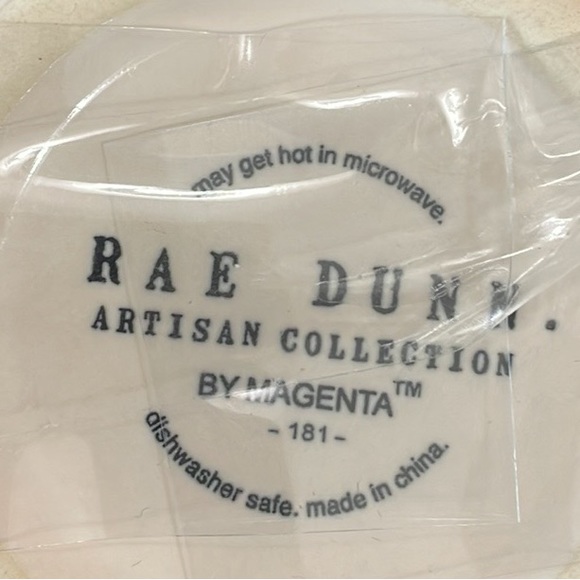 may get hot in microwave.
RAE DUNN.
ARTISAN COLLECTION
BY MAGENTA™
- 181 -
dishwasher safe. made in china.